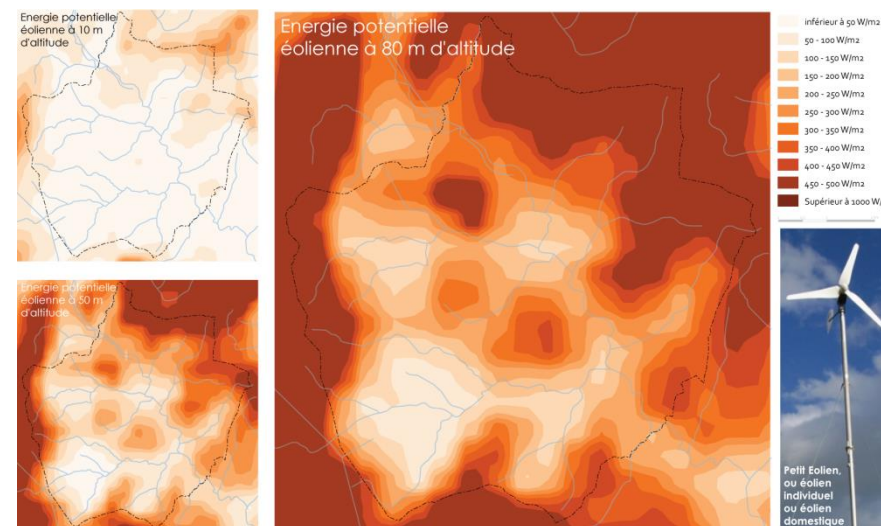 Energie potentielle
éolienne à 10 m
d'altitude
Energie potentielle
éolienne à 50 m
d'altitude
Energie potentielle
éolienne à 80 m d'altitude
inférieur à 50 W/m2
50 - 100 W/m2
100 - 150 W/m2
150 - 200 W/m2
200 - 250 W/m2
250 - 300 W/m2
300 - 350 W/m2
350 - 400 W/m2
400 - 450 W/m2
450 - 500 W/m2
Supérieur à 1000 W/
Petit Eolien,
ou éolien
individuel
ou éolien
domestique